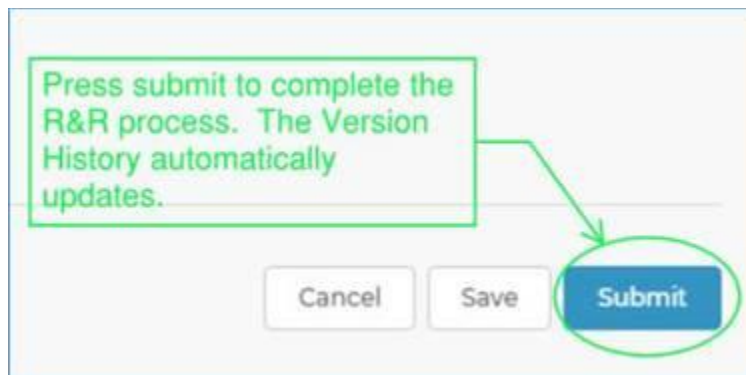 Press submit to complete the
R&R process.  The Version
History automatically
updates.
Cancel
Save
Submit